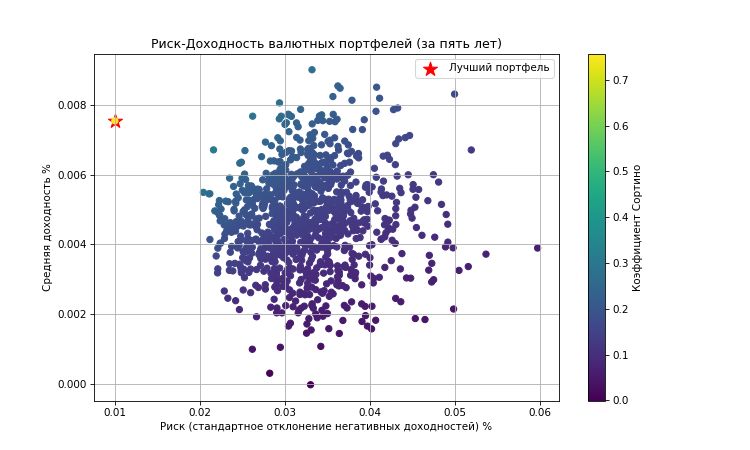 Риск-Доходность валютных портфелей (за пять лет)
Лучший портфель
Средняя доходность %
0.008
0.006
0.004
0.002
0.000
0.01 0.02 0.03 0.04 0.05 0.06
Риск (стандартное отклонение негативных доходностей) %
0.7
0.6
0.5
0.4
0.3
0.2
0.1
0.0
Коэффициент Сортино